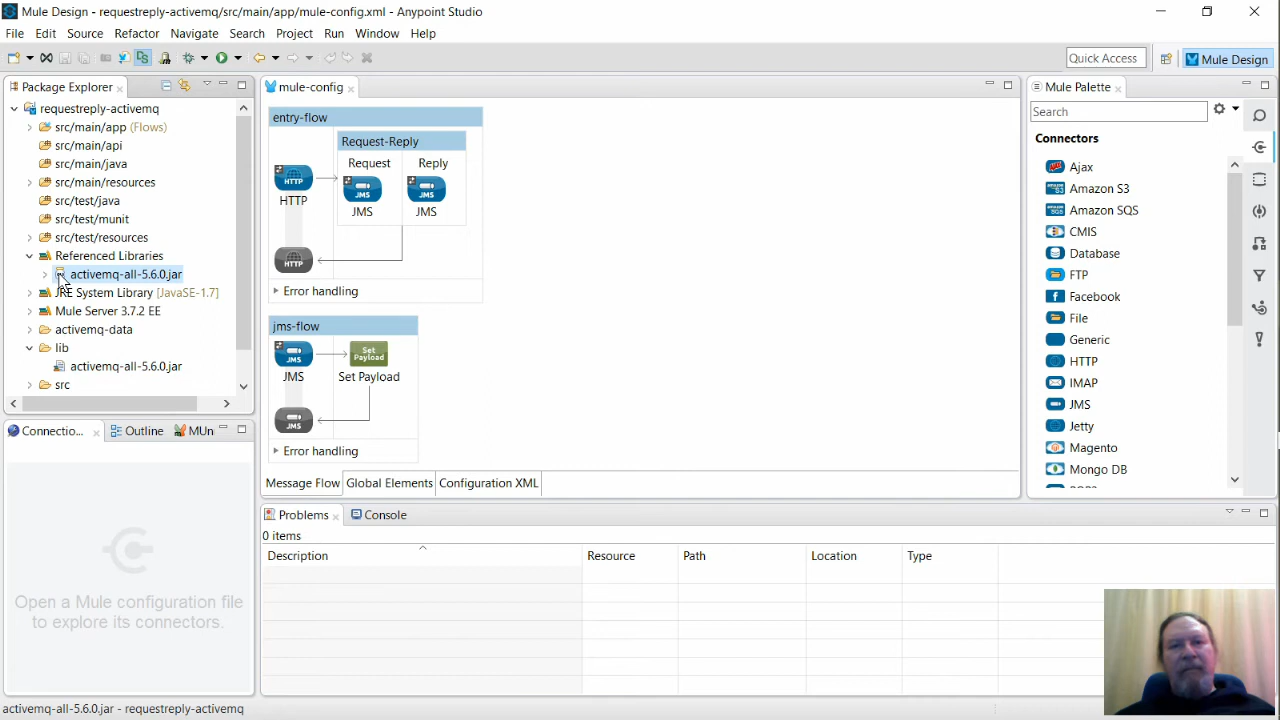 Mule Design - requestreply-activemq/src/main/app/mule-config.xml - Anypoint Studio
File Edit Source Refactor Navigate Search Project Run Window Help
Quick Access
Mule Design
Package Explorer
requestreply-activemq
src/main/app (Flows)
src/main/api
src/main/java
src/main/resources
src/test/java
src/test/munit
src/test/resources
Referenced Libraries
activemq-all-5.6.0.jar
JRE System Library [JavaSE-1.7]
Mule Server 3.7.2 EE
activemq-data
lib
activemq-all-5.6.0.jar
src
mule-config
entry-flow
Request-Reply
Request Reply
HTTP JMS JMS
HTTP JMS JMS
HTTP
Error handling
jms-flow
JMS Set Payload
JMS Set Payload
JMS
Error handling
Message Flow Global Elements Configuration XML
Mule Palette
Search
Connectors
Ajax
Amazon S3
Amazon SQS
CMIS
Database
FTP
Facebook
File
Generic
HTTP
IMAP
JMS
Jetty
Magento
Mongo DB
Connectio... Outline MUn
Open a Mule configuration file
to explore its connectors.
Problems Console
0 items
Description Resource Path Location Type
activemq-all-5.6.0.jar - requestreply-activemq